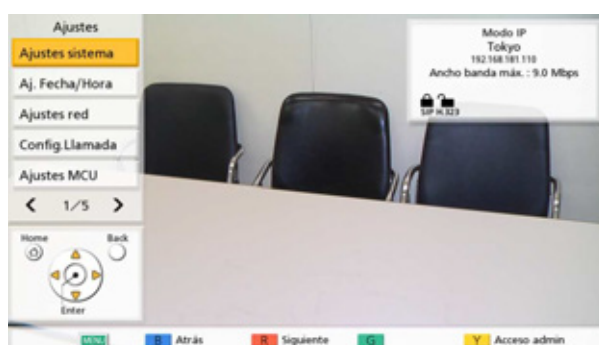 Ajustes
Ajustes sistema
Aj. Fecha/Hora
Ajustes red
Config.Llamada
Ajustes MCU
1/5
Home
Back
Enter
Modo IP
Tokyo
192.168.181.110
Ancho banda máx. : 9.0 Mbps
SIP H.323
MENU
B Atrás
R Siguiente
G
Y Acceso admin